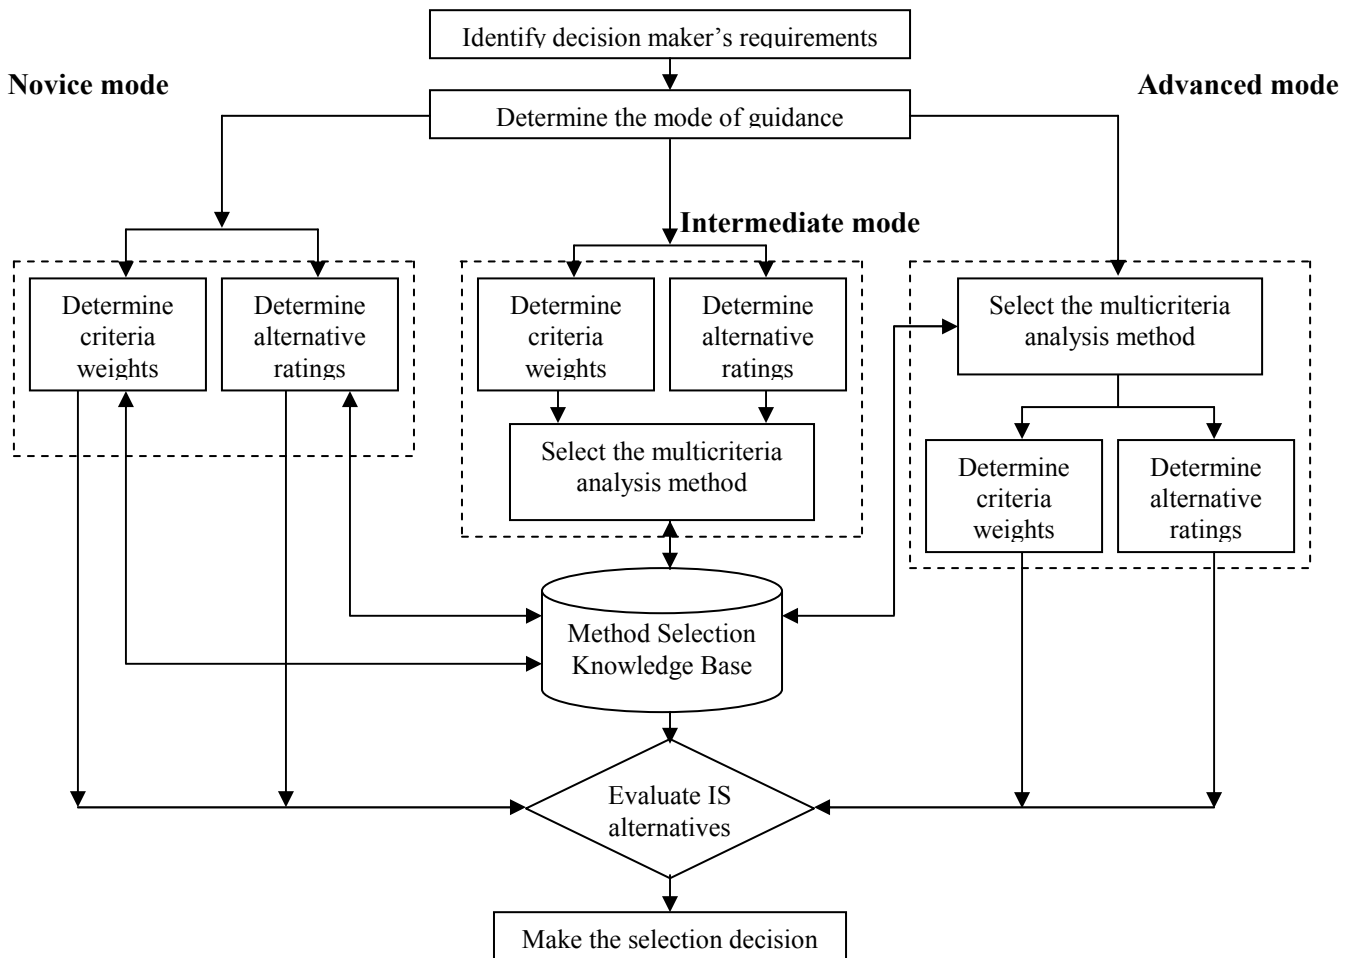 Identify decision maker’s requirements
Novice mode
Advanced mode
Determine the mode of guidance
Intermediate mode
Determine
criteria
weights
Determine
alternative
ratings
Determine
criteria
weights
Determine
alternative
ratings
Select the multicriteria
analysis method
Select the multicriteria
analysis method
Determine
criteria
weights
Determine
alternative
ratings
Method Selection
Knowledge Base
Evaluate IS
alternatives
Make the selection decision